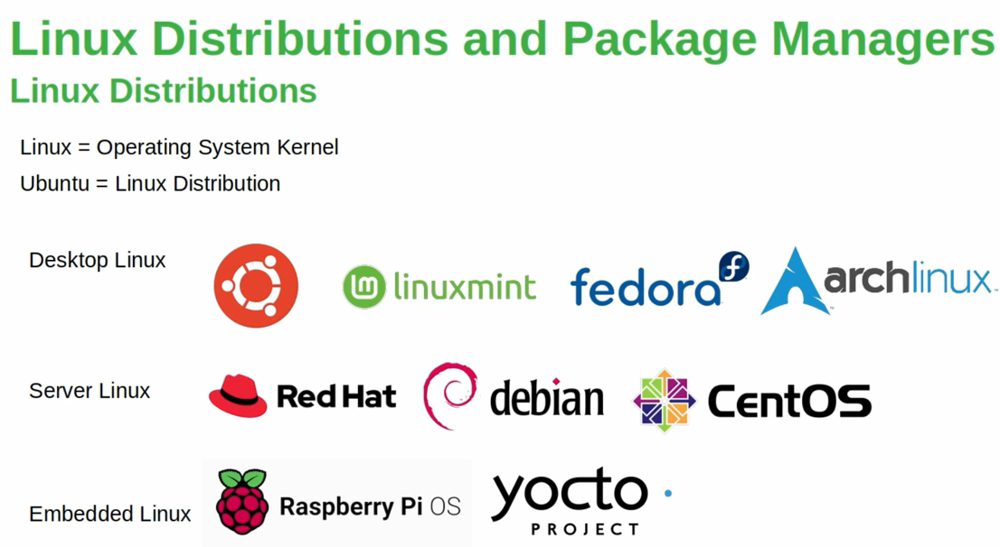 Linux Distributions and Package Managers
Linux Distributions
Linux = Operating System Kernel
Ubuntu = Linux Distribution
Desktop Linux
lm linuxmint fedora f archlinux
Server Linux
Red Hat debian CentOS
Embedded Linux
Raspberry Pi OS yocto PROJECT